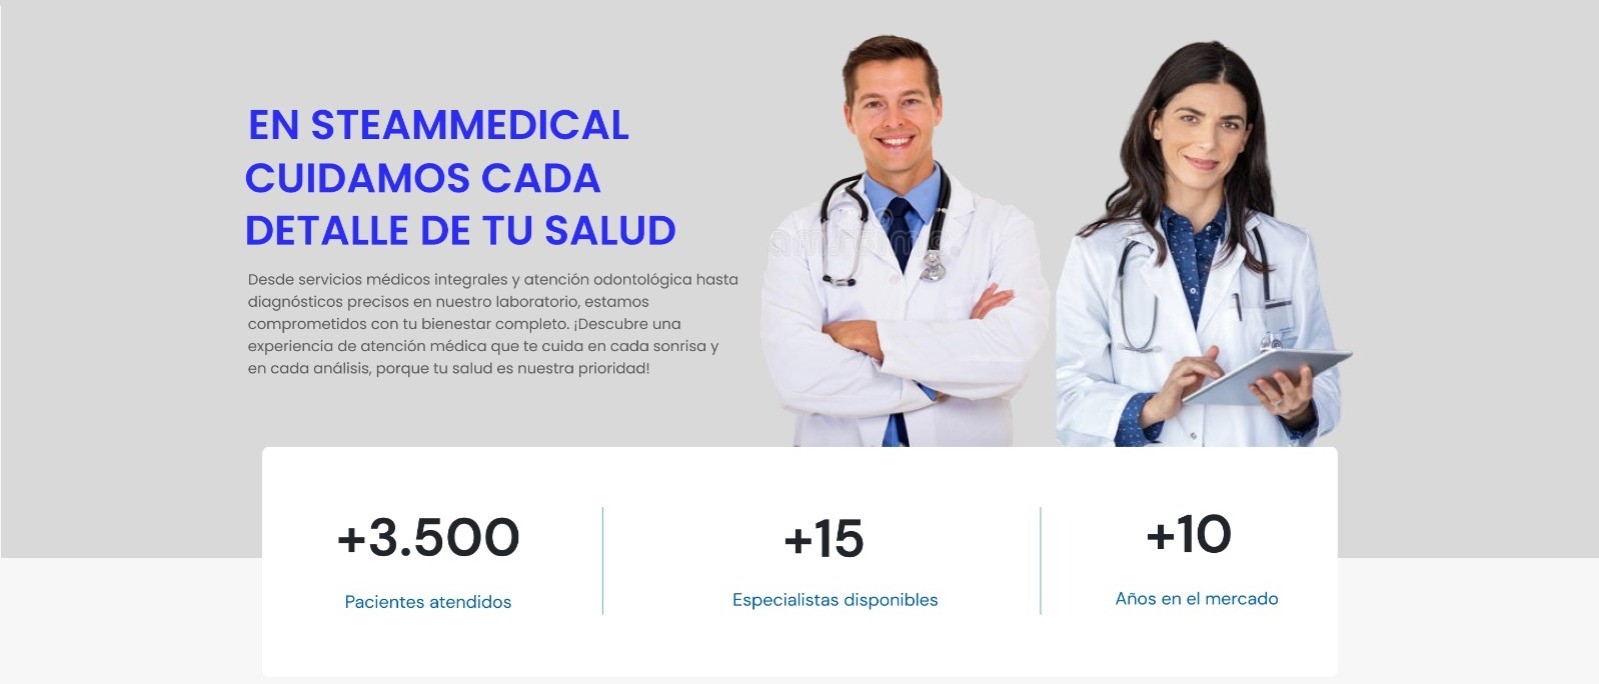 EN STEAMMEDICAL
CUIDAMOS CADA
DETALLE DE TU SALUD
Desde servicios médicos integrales y atención odontológica hasta
diagnósticos precisos en nuestro laboratorio, estamos
comprometidos con tu bienestar completo. ¡Descubre una
experiencia de atención médica que te cuida en cada sonrisa y
en cada análisis, porque tu salud es nuestra prioridad!
+3.500
Pacientes atendidos
+15
Especialistas disponibles
+10
Años en el mercado